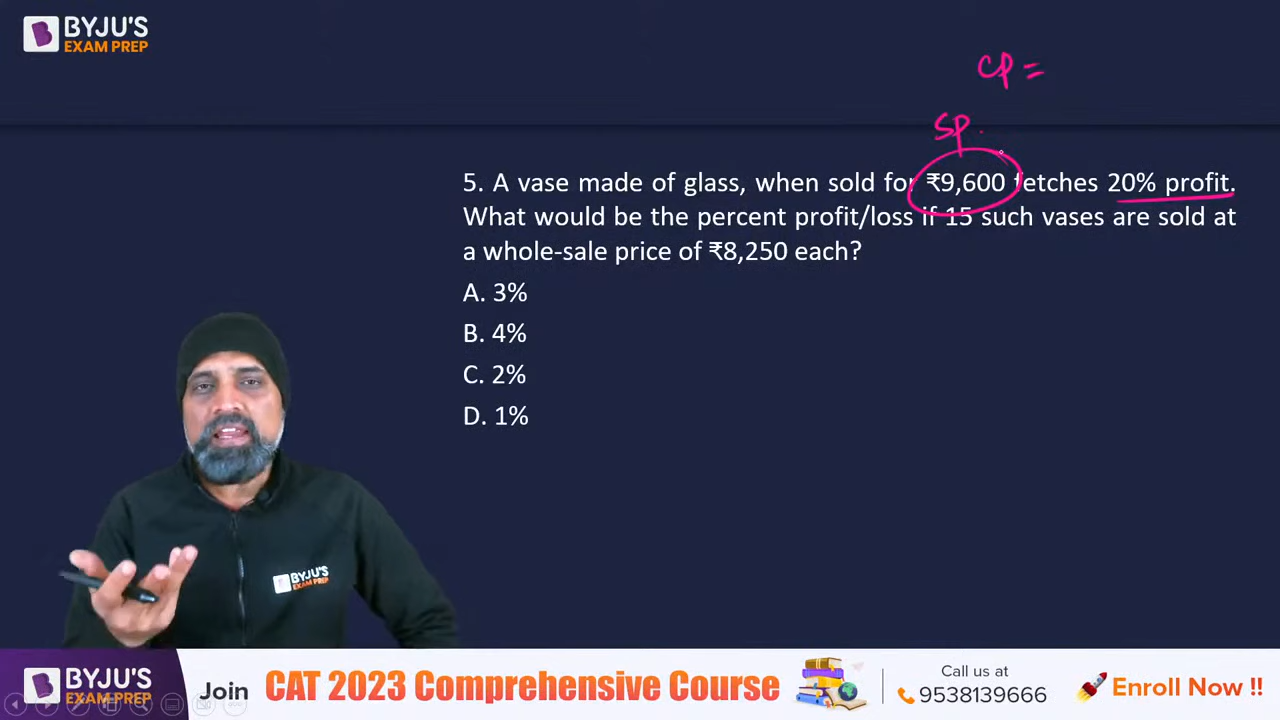 BYJU'S
EXAM PREP
CP =
SP.
5. A vase made of glass, when sold for ₹9,600 fetches 20% profit.
What would be the percent profit/loss if 15 such vases are sold at
a whole-sale price of ₹8,250 each?
A. 3%
B. 4%
C. 2%
D. 1%
BYJU'S
EXAM PREP
BYJU'S
EXAM PREP
Join
CAT 2023 Comprehensive Course
Call us at
9538139666
Enroll Now !!